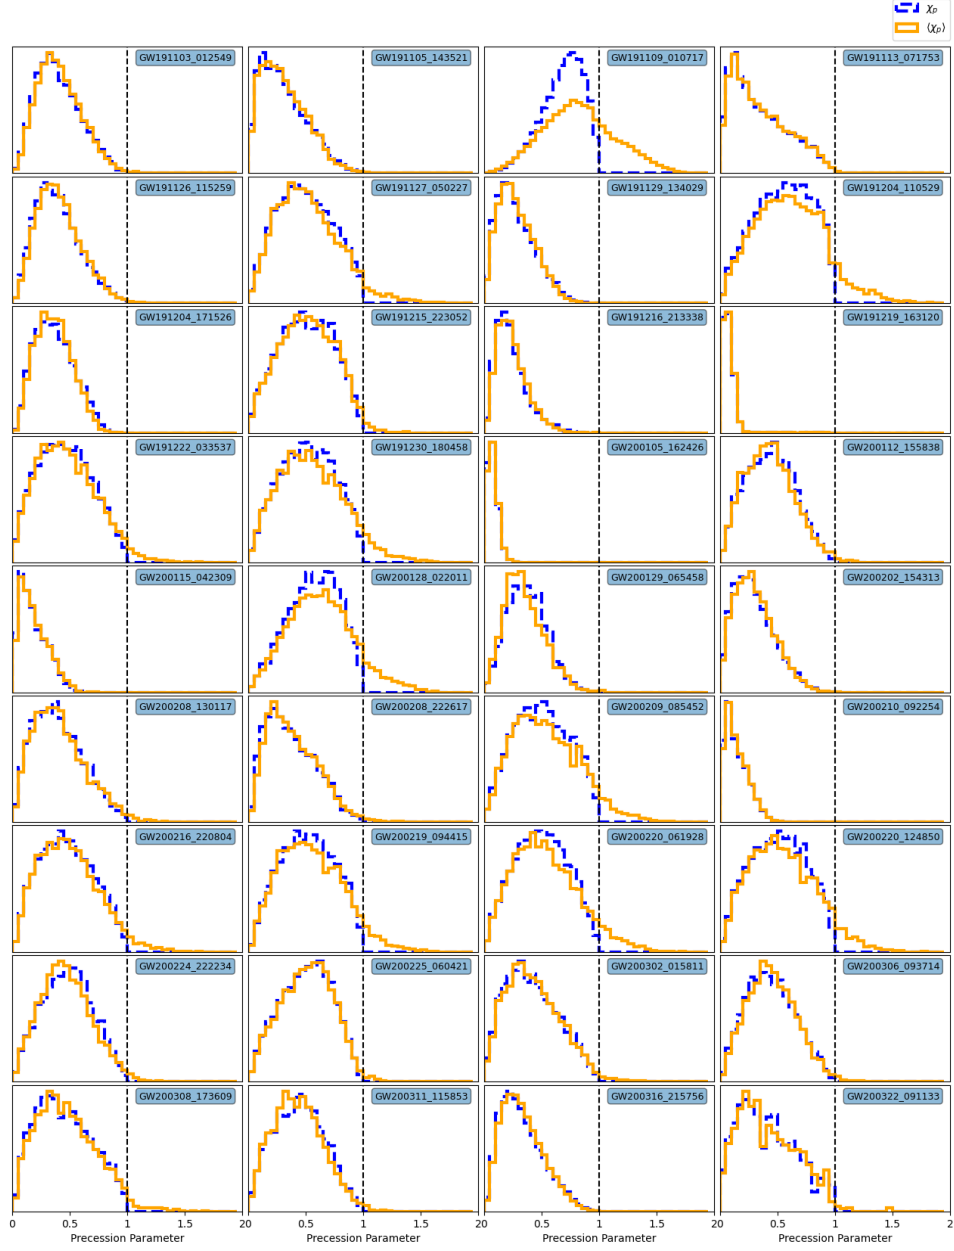 χp
⟨χp⟩
GW191103_012549
GW191105_143521
GW191109_010717
GW191113_071753
GW191126_115259
GW191127_050227
GW191129_134029
GW191204_110529
GW191204_171526
GW191215_223052
GW191216_213338
GW191219_163120
GW191222_033537
GW191230_180458
GW200105_162426
GW200112_155838
GW200115_042309
GW200128_022011
GW200129_065458
GW200202_154313
GW200208_130117
GW200208_222617
GW200209_085452
GW200210_092254
GW200216_220804
GW200219_094415
GW200220_061928
GW200220_124850
GW200224_222234
GW200225_060421
GW200302_015811
GW200306_093714
GW200308_173609
GW200311_115853
GW200316_215756
GW200322_091133
0 0.5 1 1.5 20 0.5 1 1.5 20 0.5 1 1.5 20 0.5 1 1.5 2
Precession Parameter Precession Parameter Precession Parameter Precession Parameter